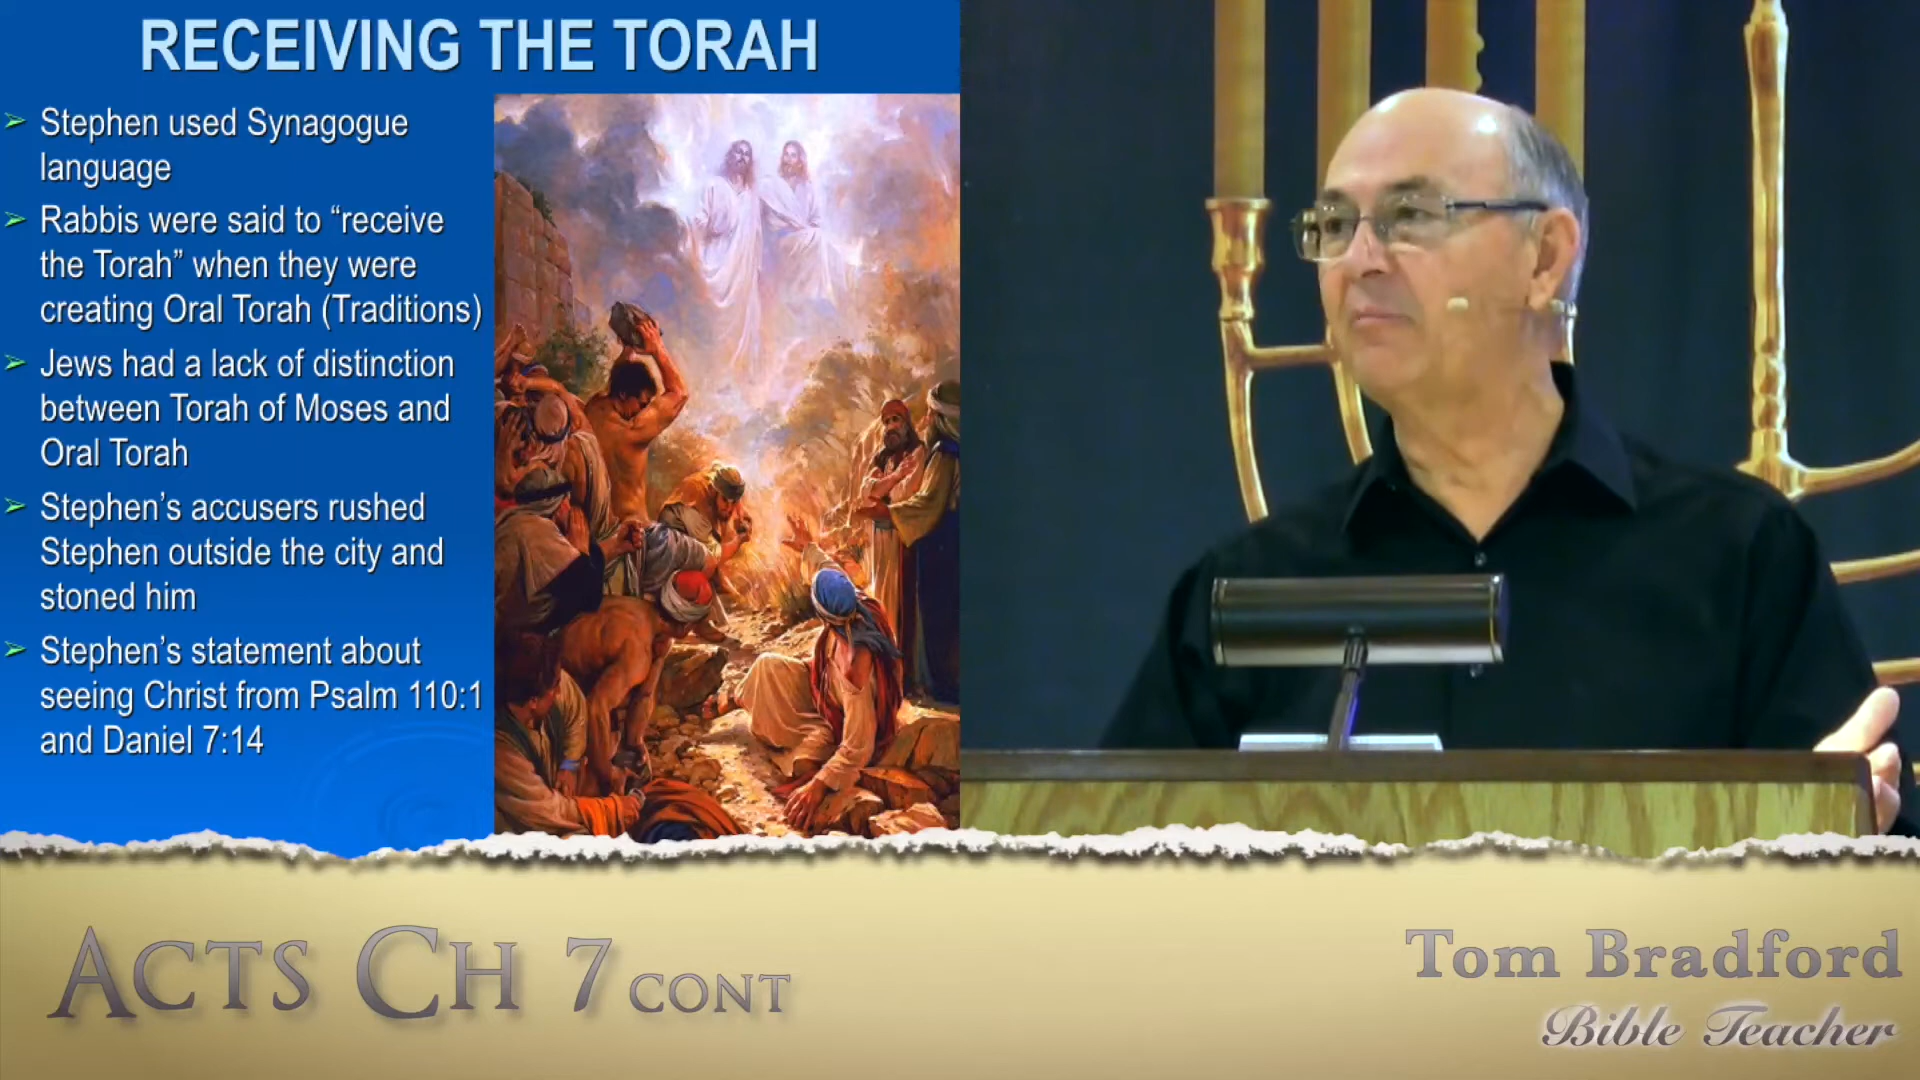 RECEIVING THE TORAH
➢ Stephen used Synagogue
language
➢ Rabbis were said to “receive
the Torah” when they were
creating Oral Torah (Traditions)
➢ Jews had a lack of distinction
between Torah of Moses and
Oral Torah
➢ Stephen’s accusers rushed
Stephen outside the city and
stoned him
➢ Stephen’s statement about
seeing Christ from Psalm 110:1
and Daniel 7:14
ACTS CH 7 CONT
Tom Bradford
Bible Teacher